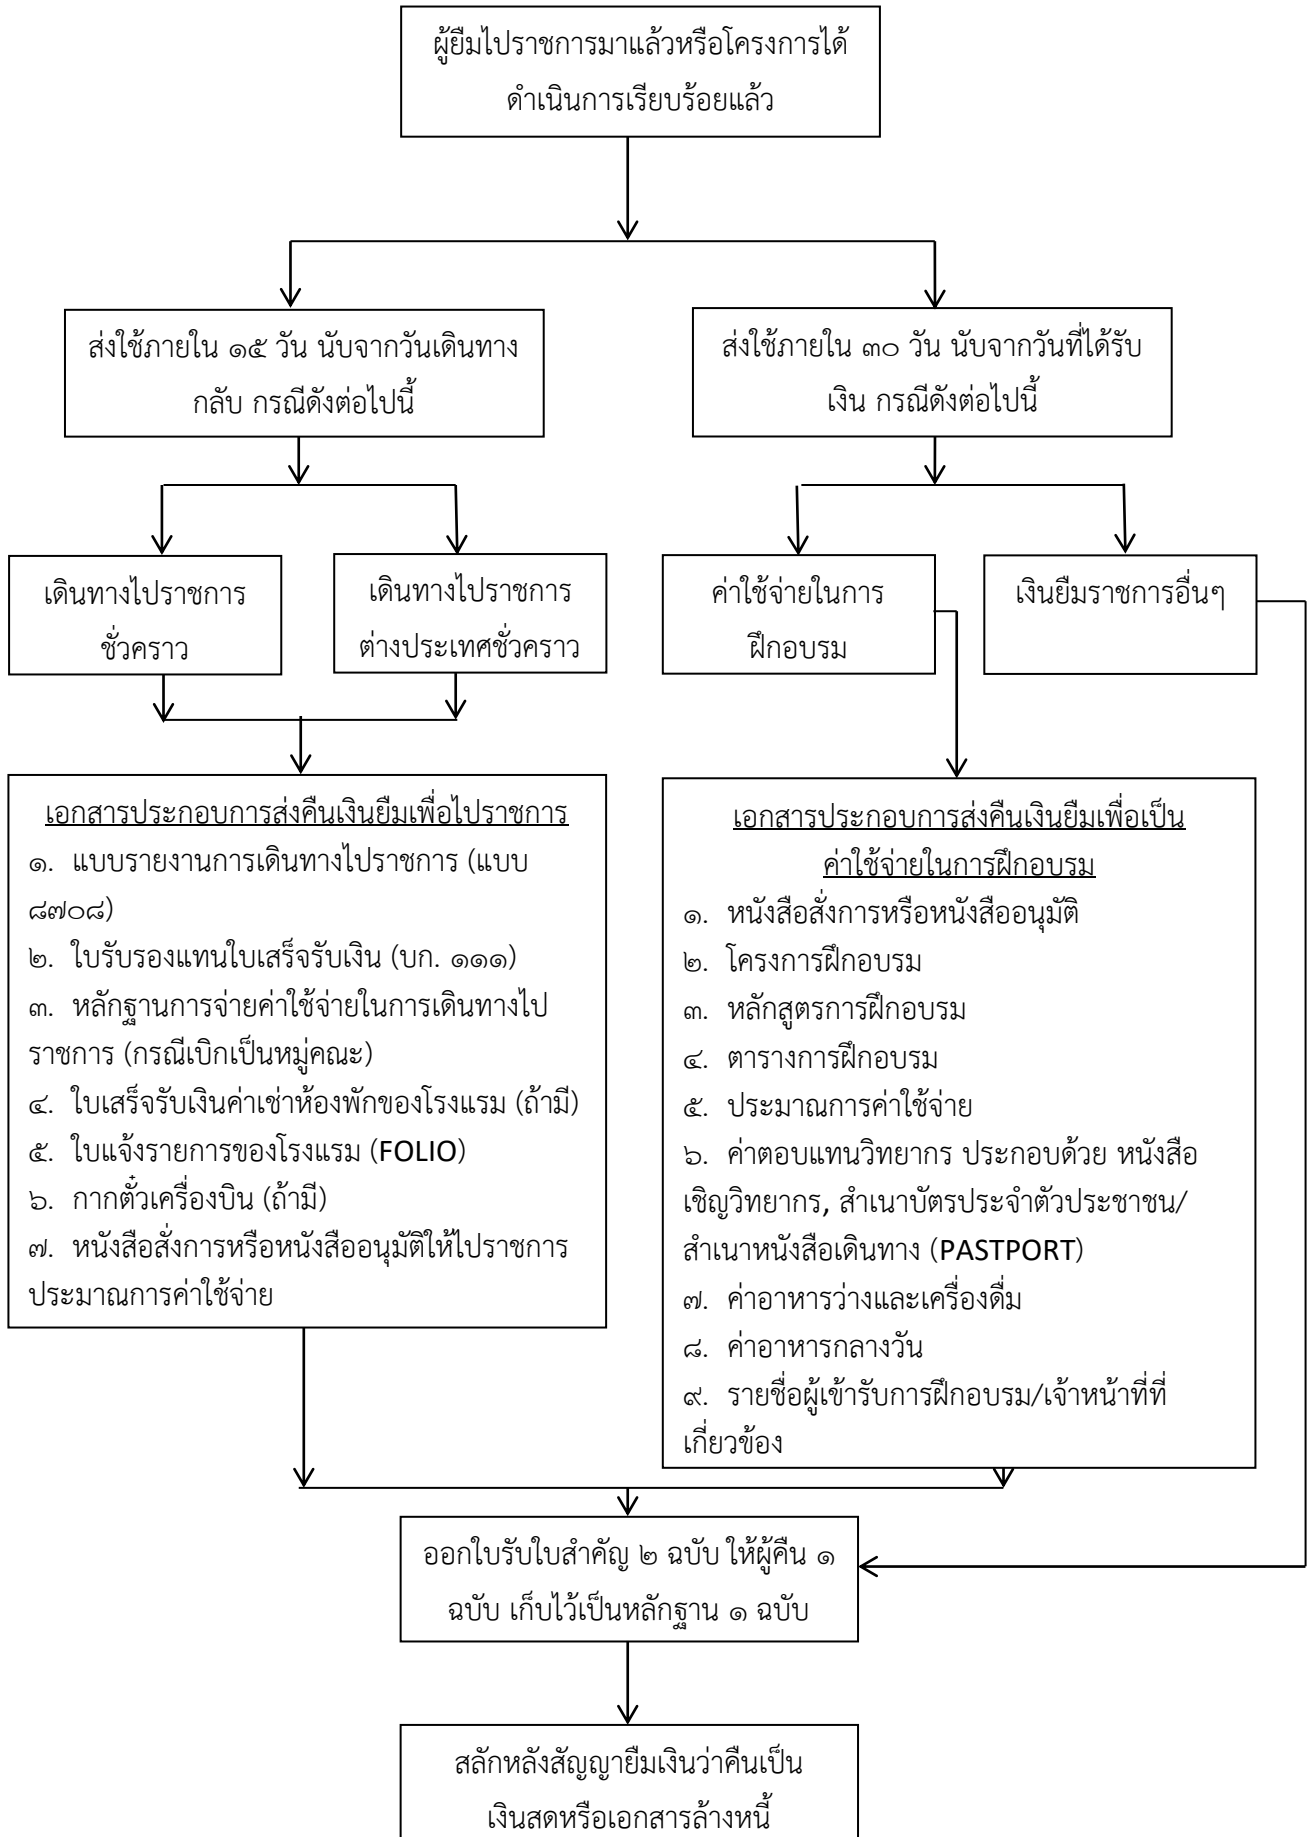 ผู้ยืมไปราชการมาแล้วหรือโครงการได้
ดำเนินการเรียบร้อยแล้ว
ส่งใช้ภายใน ๑๕ วัน นับจากวันเดินทาง
กลับ กรณีดังต่อไปนี้
ส่งใช้ภายใน ๓๐ วัน นับจากวันที่ได้รับ
เงิน กรณีดังต่อไปนี้
เดินทางไปราชการ
ชั่วคราว
เดินทางไปราชการ
ต่างประเทศชั่วคราว
ค่าใช้จ่ายในการ
ฝึกอบรม
เงินยืมราชการอื่นๆ
เอกสารประกอบการส่งคืนเงินยืมเพื่อไปราชการ
๑. แบบรายงานการเดินทางไปราชการ (แบบ
๘๗๐๘)
๒. ใบรับรองแทนใบเสร็จรับเงิน (บก. ๑๑๑)
๓. หลักฐานการจ่ายค่าใช้จ่ายในการเดินทางไป
ราชการ (กรณีเบิกเป็นหมู่คณะ)
๔. ใบเสร็จรับเงินค่าเช่าห้องพักของโรงแรม (ถ้ามี)
๕. ใบแจ้งรายการของโรงแรม (FOLIO)
๖. กากตั๋วเครื่องบิน (ถ้ามี)
๗. หนังสือสั่งการหรือหนังสืออนุมัติให้ไปราชการ
ประมาณการค่าใช้จ่าย
เอกสารประกอบการส่งคืนเงินยืมเพื่อเป็น
ค่าใช้จ่ายในการฝึกอบรม
๑. หนังสือสั่งการหรือหนังสืออนุมัติ
๒. โครงการฝึกอบรม
๓. หลักสูตรการฝึกอบรม
๔. ตารางการฝึกอบรม
๕. ประมาณการค่าใช้จ่าย
๖. ค่าตอบแทนวิทยากร ประกอบด้วย หนังสือ
เชิญวิทยากร, สำเนาบัตรประจำตัวประชาชน/
สำเนาหนังสือเดินทาง (PASTPORT)
๗. ค่าอาหารว่างและเครื่องดื่ม
๘. ค่าอาหารกลางวัน
๙. รายชื่อผู้เข้ารับการฝึกอบรม/เจ้าหน้าที่ที่
เกี่ยวข้อง
ออกใบรับใบสำคัญ ๒ ฉบับ ให้ผู้คืน ๑
ฉบับ เก็บไว้เป็นหลักฐาน ๑ ฉบับ
สลักหลังสัญญายืมเงินว่าคืนเป็น
เงินสดหรือเอกสารล้างหนี้